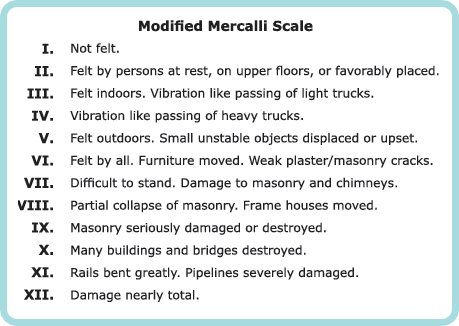 Modified Mercalli Scale
I. Not felt.
II. Felt by persons at rest, on upper floors, or favorably placed.
III. Felt indoors. Vibration like passing of light trucks.
IV. Vibration like passing of heavy trucks.
V. Felt outdoors. Small unstable objects displaced or upset.
VI. Felt by all. Furniture moved. Weak plaster/masonry cracks.
VII. Difficult to stand. Damage to masonry and chimneys.
VIII. Partial collapse of masonry. Frame houses moved.
IX. Masonry seriously damaged or destroyed.
X. Many buildings and bridges destroyed.
XI. Rails bent greatly. Pipelines severely damaged.
XII. Damage nearly total.